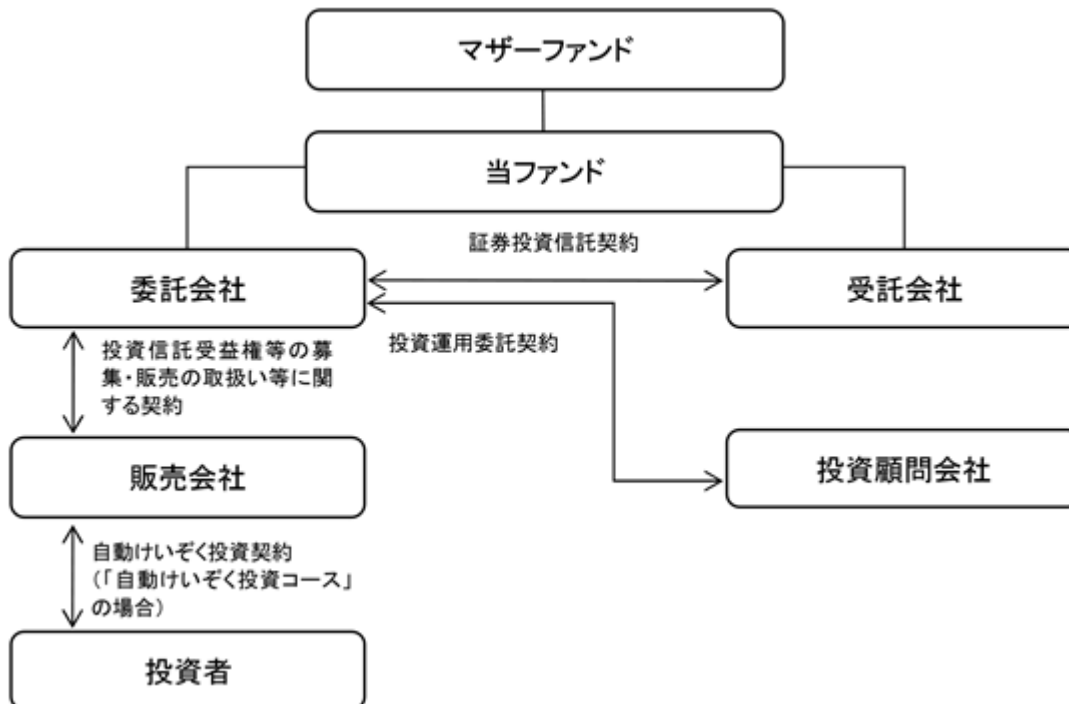 マザーファンド
当ファンド
証券投資信託契約
委託会社
受託会社
投資運用委託契約
投資信託受益権等の募
集・販売の取扱い等に関
する契約
販売会社
投資顧問会社
自動けいぞく投資契約
(「自動けいぞく投資コース」
の場合)
投資者